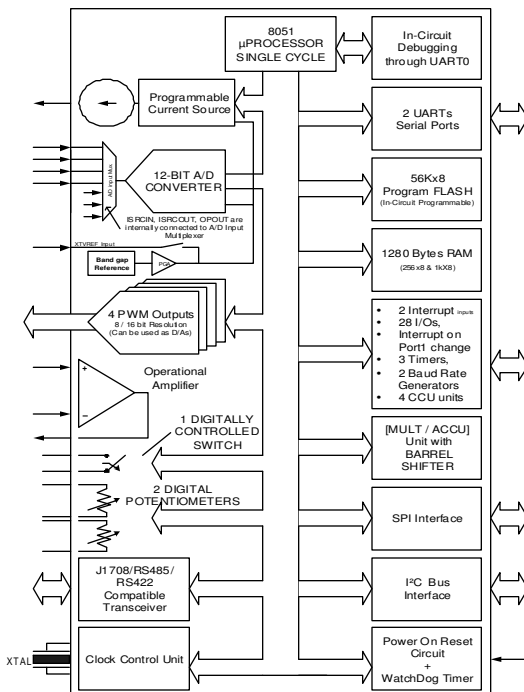 8051
µPROCESSOR
SINGLE CYCLE
In-Circuit
Debugging
through UART0
Programmable
Current Source
2 UARTs
Serial Ports
A/D Input Mux.
12-BIT A/D
CONVERTER
56Kx8
Program FLASH
(In-Circuit Programmable)
ISRCIN, ISRCOUT, OPOUT are
internally connected to A/D Input
Multiplexer
XTVREF Input
Band gap
Reference
PGA
1280 Bytes RAM
(256x8 & 1kX8)
4 PWM Outputs
8 / 16 bit Resolution
(Can be used as D/As)
• 2 Interrupt inputs
• 28 I/Os,
• Interrupt on
Port1 change
• 3 Timers,
• 2 Baud Rate
Generators
• 4 CCU units
+
−
Operational
Amplifier
1 DIGITALLY
CONTROLLED
SWITCH
[MULT / ACCU]
Unit with
BARREL
SHIFTER
2 DIGITAL
POTENTIOMETERS
SPI Interface
J1708/RS485/
RS422
Compatible
Transceiver
I²C Bus
Interface
XTAL
Clock Control Unit
Power On Reset
Circuit
+
WatchDog Timer